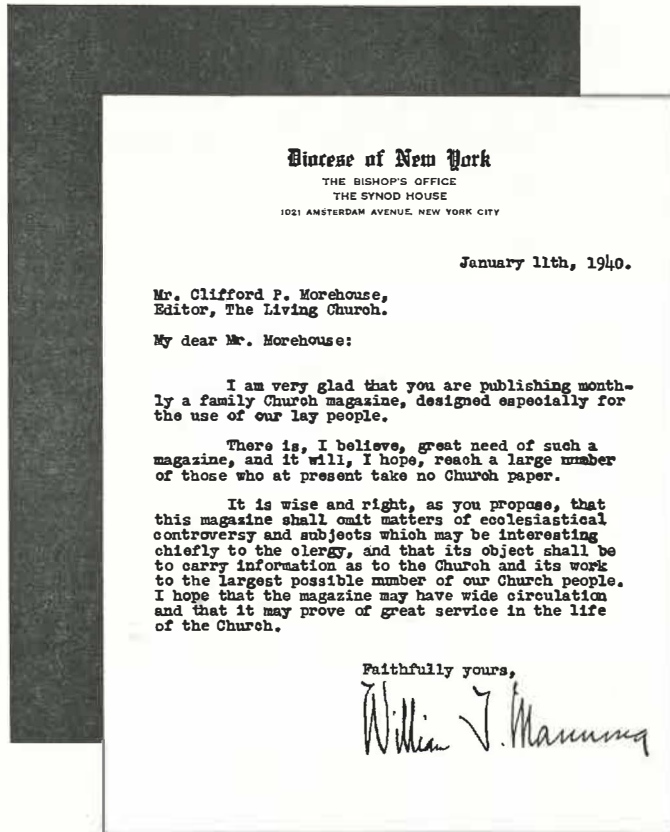 Diocese of New York
THE BISHOP'S OFFICE
THE SYNOD HOUSE
1021 AMSTERDAM AVENUE, NEW YORK CITY
January 11th, 1940.
Mr. Clifford P. Morehouse,
Editor, The Living Church.
My dear Mr. Morehouse:
I am very glad that you are publishing month-
ly a family Church magazine, designed especially for
the use of our lay people.
There is, I believe, great need of such a
magazine, and it will, I hope, reach a large number
of those who at present take no Church paper.
It is wise and right, as you propose, that
this magazine shall omit matters of ecclesiastical
controversy and subjects which may be interesting
chiefly to the clergy, and that its object shall be
to carry information as to the Church and its work
to the largest possible number of our Church people.
I hope that the magazine may have wide circulation
and that it may prove of great service in the life
of the Church.
Faithfully yours,
William T. Manning